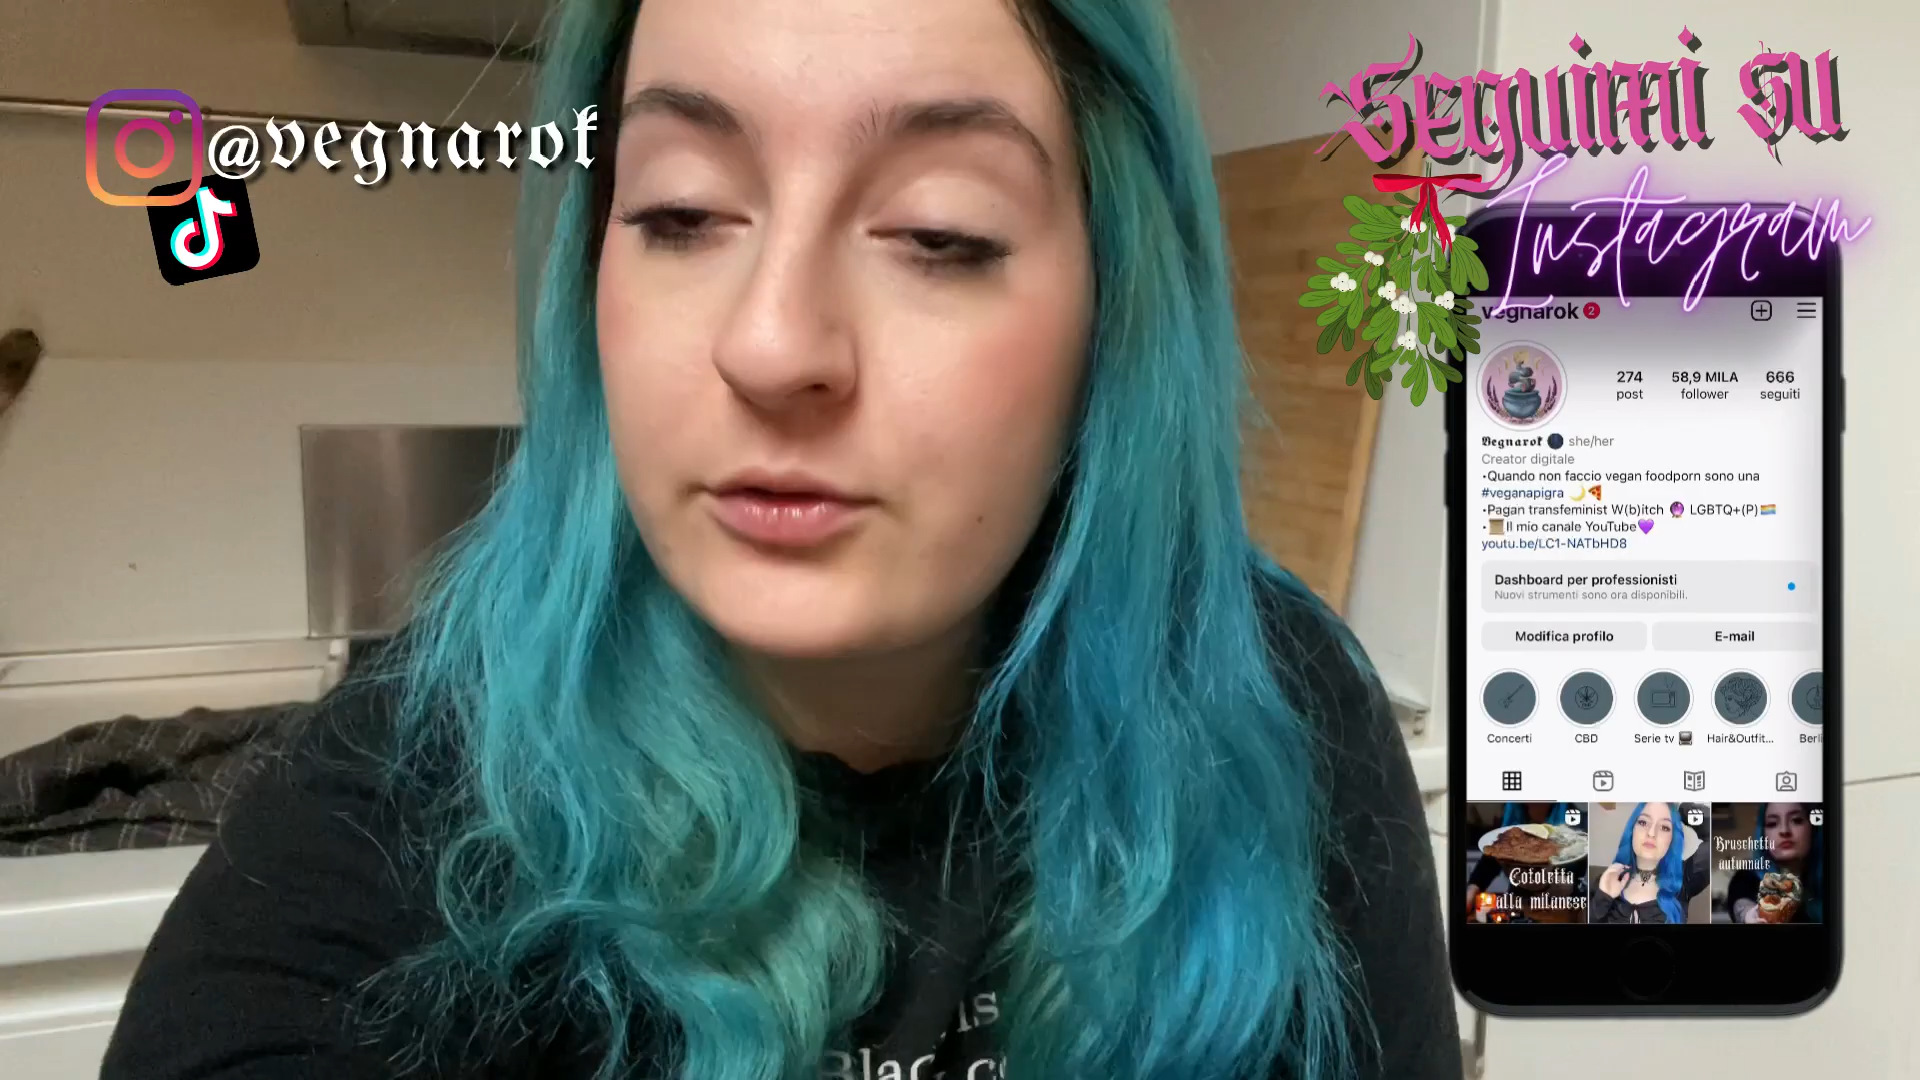 @vegnarok
Seguimi su
Instagram
vegnarok 2
274 58,9 MILA 666
post follower seguiti
Vegnarok 🌑 she/her
Creator digitale
•Quando non faccio vegan foodporn sono una
#veganapigra 🌙🍕
•Pagan transfeminist W(b)itch 🔮 LGBTQ+(P)🏳️‍🌈
•📜Il mio canale YouTube💜
youtu.be/LC1-NATbHD8
Dashboard per professionisti
Nuovi strumenti sono ora disponibili.
Modifica profilo E-mail
Concerti CBD Serie tv 📺 Hair&Outfit... Berli
Cotoletta
alla milanese
Bruschetta
autunnale
is
Black